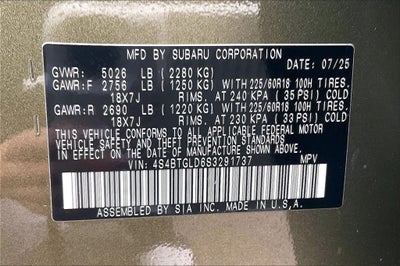 MFD BY SUBARU CORPORATION DATE: 07/25
GVWR: 5026 LB (2280 KG)
GAWR-F 2756 LB (1250 KG) WITH 225/60R18 100H TIRES.
18X7J RIMS. AT 240 KPA (35 PSI) COLD
GAWR-R 2690 LB (1220 KG) WITH 225/60R18 100H TIRES.
18X7J RIMS. AT 230 KPA (33 PSI) COLD
THIS VEHICLE CONFORMS TO ALL APPLICABLE FEDERAL MOTOR
VEHICLE SAFETY, BUMPER AND THEFT PREVENTION STANDARDS
IN EFFECT ON THE DATE OF MANUFACTURE SHOWN ABOVE.
VIN: 4S4BTGLD6S3291737 MPV
ASSEMBLED BY SIA INC. MADE IN U.S.A.